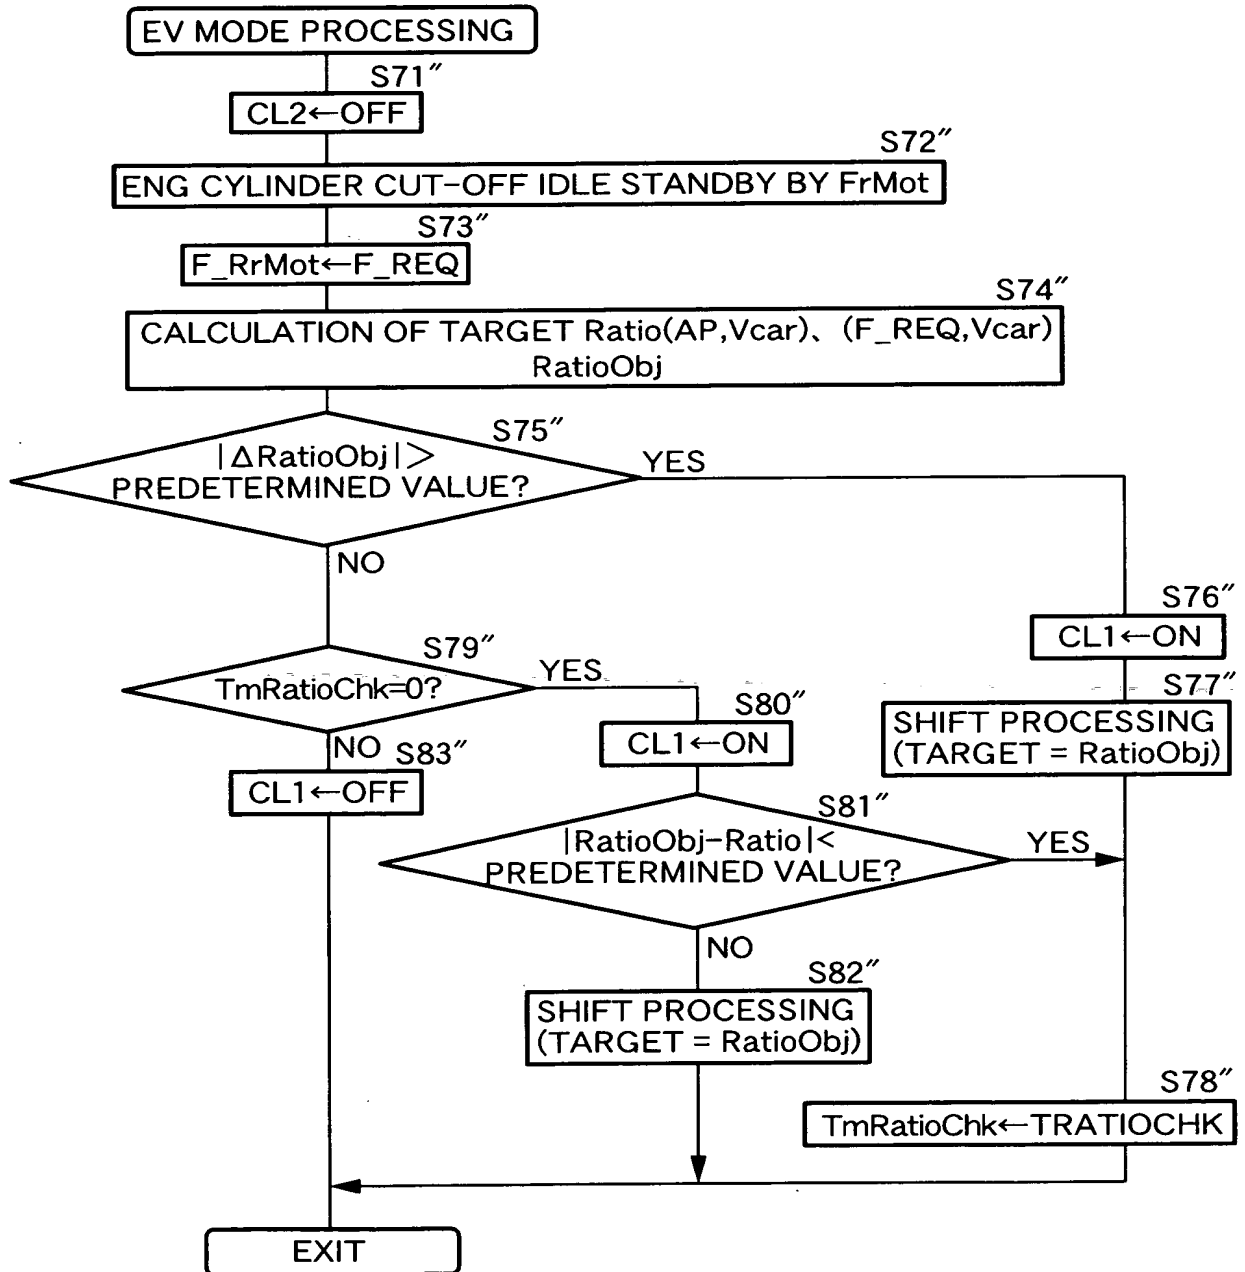 EV MODE PROCESSING
S71″
CL2←OFF
S72″
ENG CYLINDER CUT-OFF IDLE STANDBY BY FrMot
S73″
F_RrMot←F_REQ
S74″
CALCULATION OF TARGET Ratio(AP,Vcar)、(F_REQ,Vcar)
RatioObj
S75″
|ΔRatioObj|>
PREDETERMINED VALUE?
YES
NO
S76″
CL1←ON
S77″
SHIFT PROCESSING
(TARGET = RatioObj)
S79″
TmRatioChk=0?
YES
NO
S80″
CL1←ON
S83″
CL1←OFF
S81″
|RatioObj-Ratio|<
PREDETERMINED VALUE?
YES
NO
S82″
SHIFT PROCESSING
(TARGET = RatioObj)
S78″
TmRatioChk←TRATIOCHK
EXIT